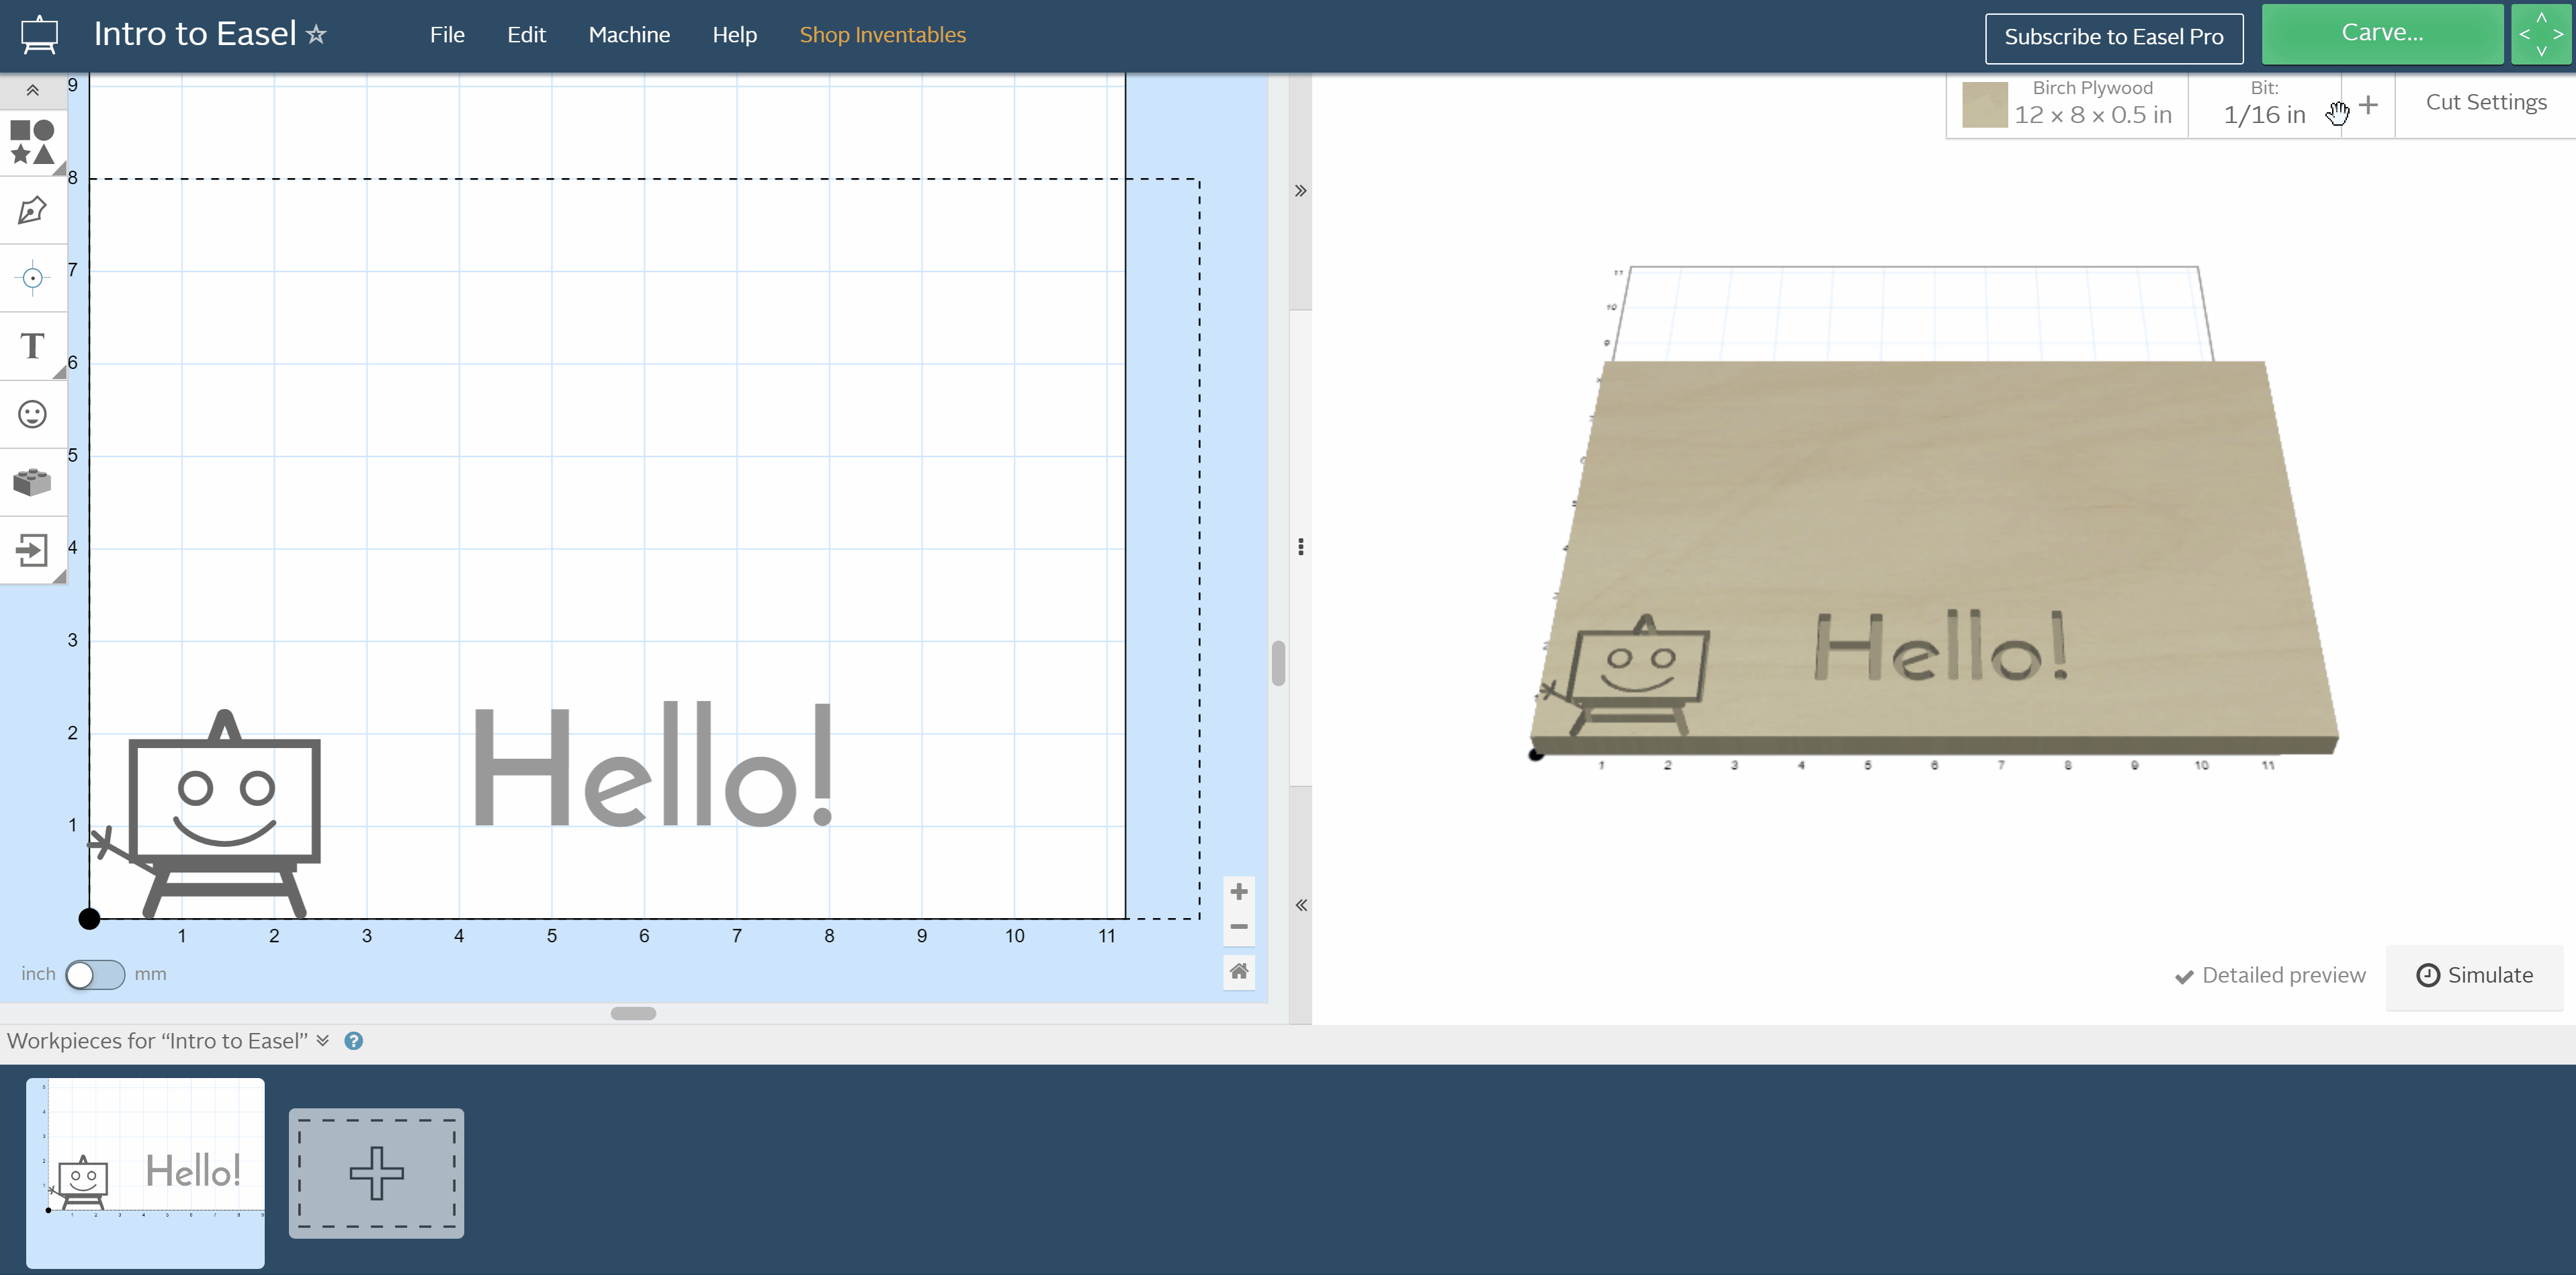 Intro to Easel
File Edit Machine Help Shop Inventables
Subscribe to Easel Pro
Carve...
Birch Plywood
12 × 8 × 0.5 in
Bit:
1/16 in
Cut Settings
9
8
7
6
5
4
3
2
1
Hello!
1 2 3 4 5 6 7 8 9 10 11
inch mm
11
10
9
Hello!
1 2 3 4 5 6 7 8 9 10 11
Detailed preview
Simulate
Workpieces for “Intro to Easel”
Hello!